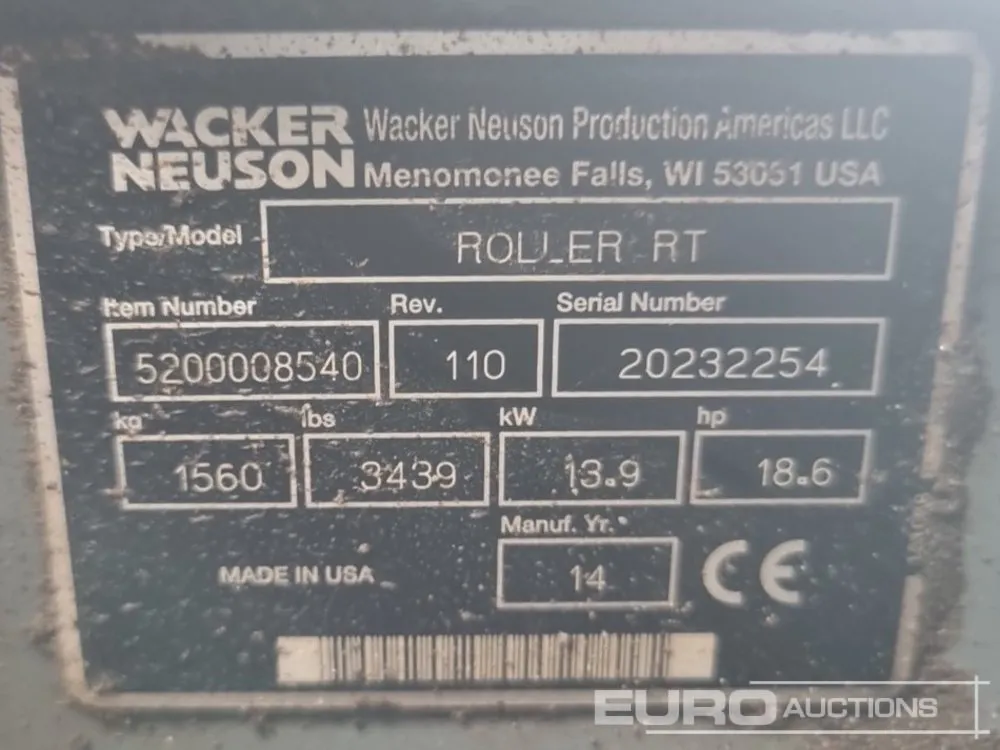 WACKER NEUSON
Wacker Neuson Production Americas LLC
Menomonee Falls, WI 53051 USA
Type/Model
ROLLER RT
Item Number
Rev.
Serial Number
5200008540
110
20232254
kg
lbs
kW
hp
1560
3439
13.9
18.6
Manuf. Yr.
MADE IN USA
14
CE
EURO AUCTIONS